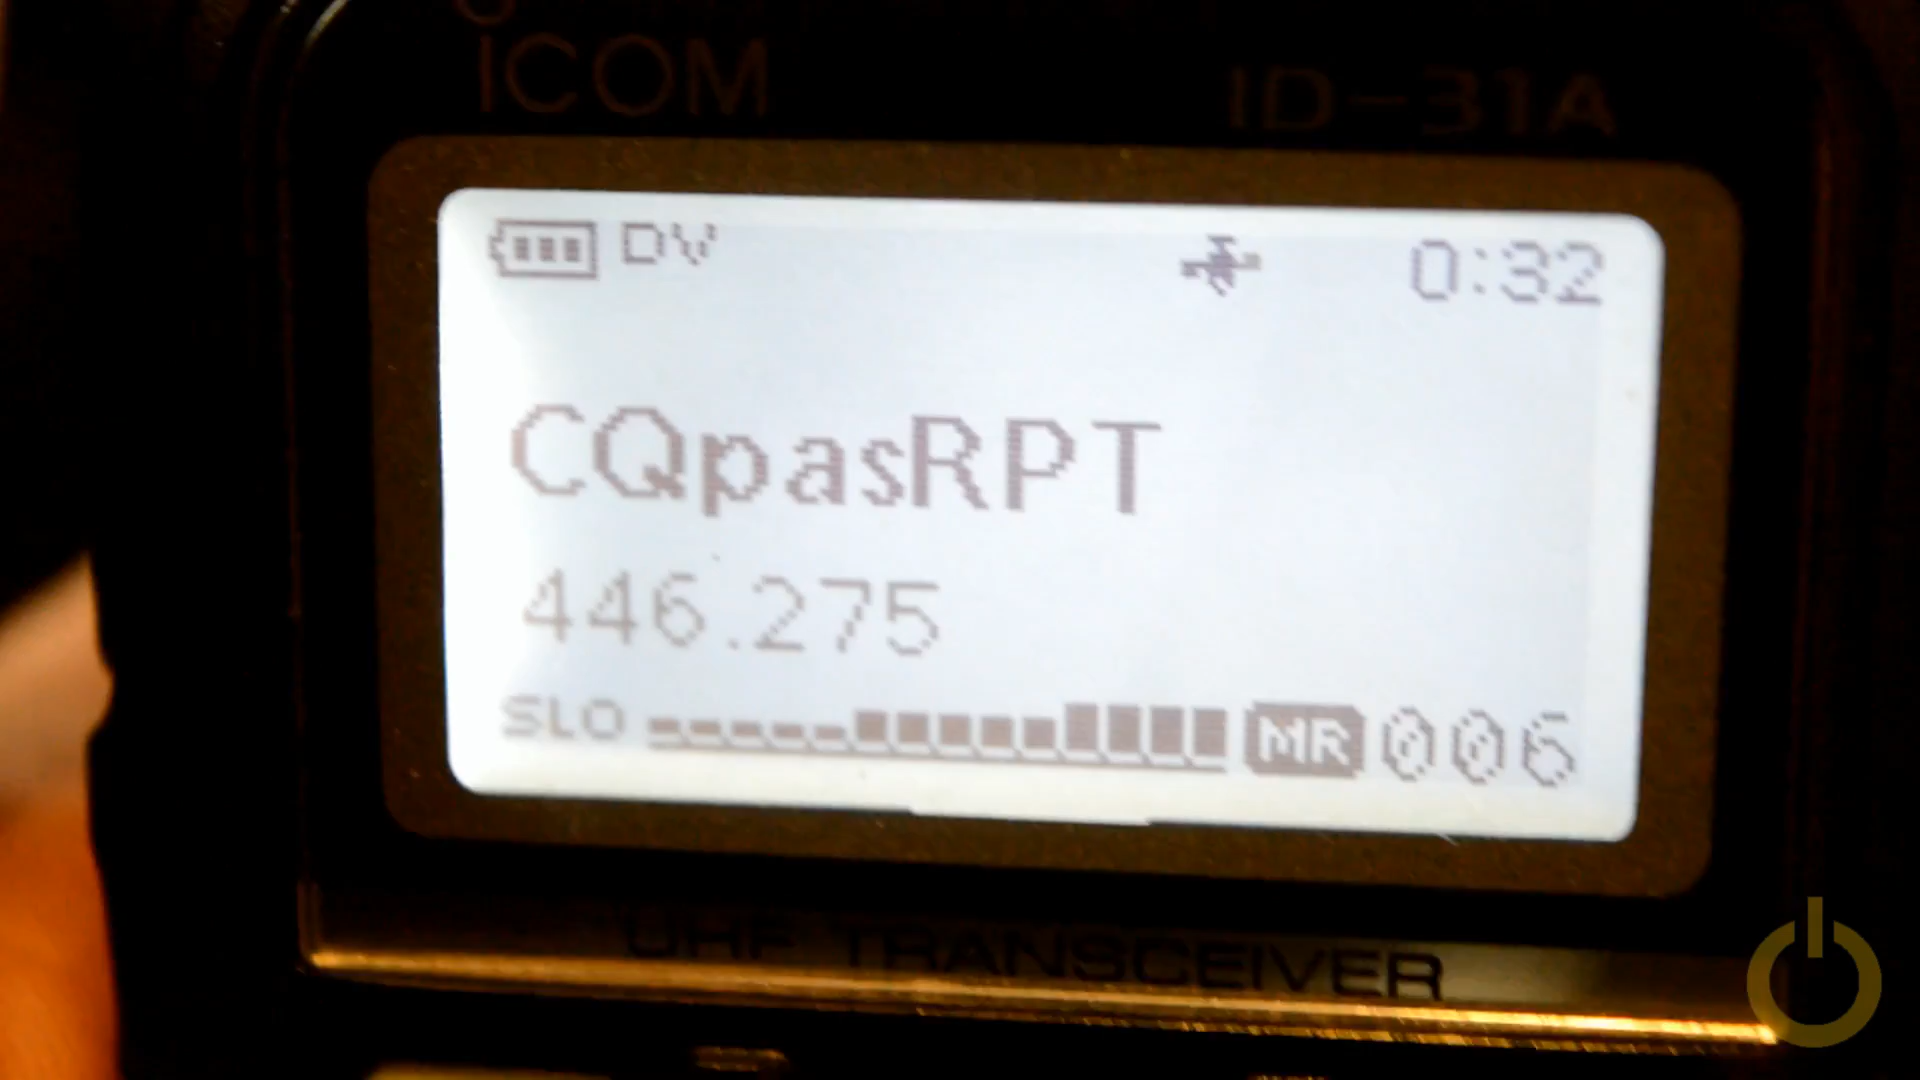 ICOM ID-31A
DV 0:32
CQpasRPT
446.275
SLO MR 006
UHF TRANSCEIVER